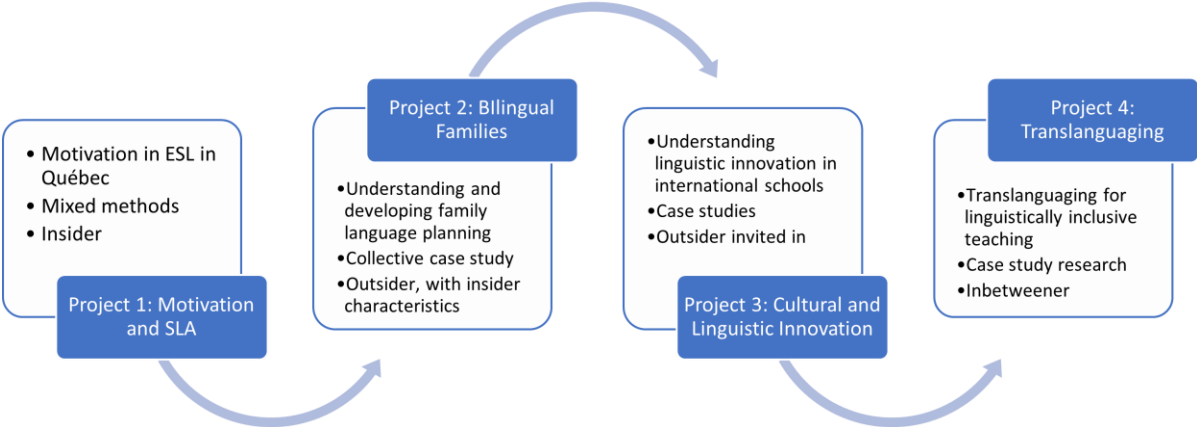 • Motivation in ESL in
Québec
• Mixed methods
• Insider
Project 1: Motivation
and SLA
Project 2: BIlingual
Families
•Understanding and
developing family
language planning
•Collective case study
•Outsider, with insider
characteristics
•Understanding
linguistic innovation in
international schools
•Case studies
•Outsider invited in
Project 3: Cultural and
Linguistic Innovation
Project 4:
Translanguaging
•Translanguaging for
linguistically inclusive
teaching
•Case study research
•Inbetweener